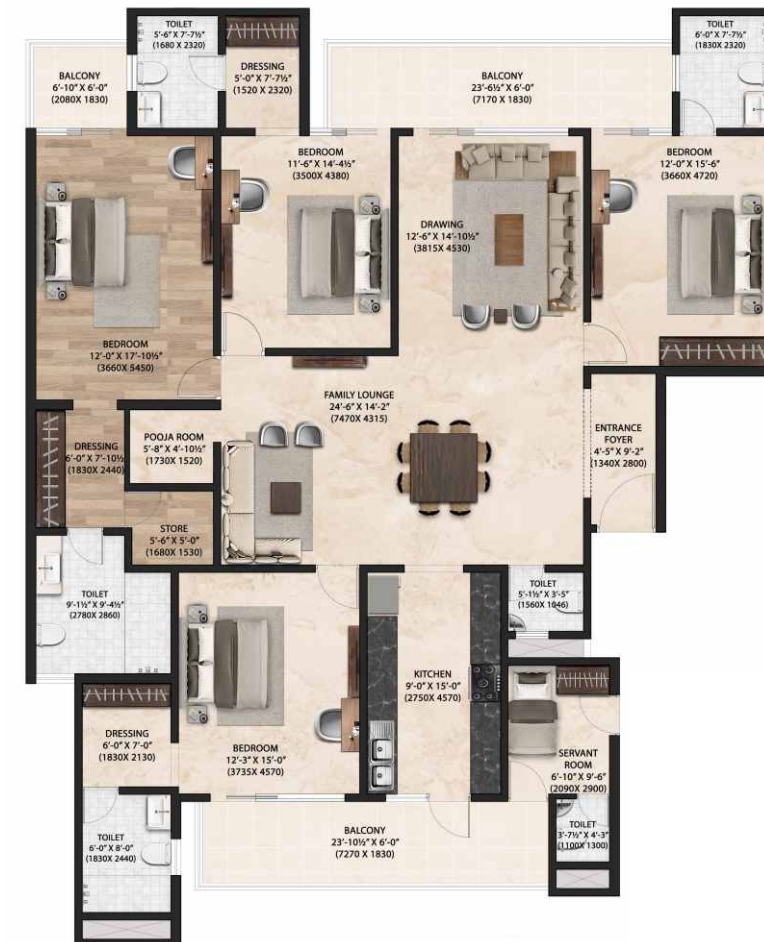 TOILET
5'-6" X 7'-7½"
(1680 X 2320)
TOILET
6'-0" X 7'-7½"
(1830X 2320)
BALCONY
6'-10" X 6'-0"
(2080X 1830)
DRESSING
5'-0" X 7'-7½"
(1520 X 2320)
BALCONY
23'-6½" X 6'-0"
(7170 X 1830)
BEDROOM
11'-6" X 14'-4½"
(3500X 4380)
BEDROOM
12'-0" X 15'-6"
(3660X 4720)
DRAWING
12'-6" X 14'-10½"
(3815X 4530)
BEDROOM
12'-0" X 17'-10½"
(3660X 5450)
FAMILY LOUNGE
24'-6" X 14'-2"
(7470X 4315)
ENTRANCE
FOYER
4'-5" X 9'-2"
(1340X 2800)
POOJA ROOM
5'-8" X 4'-10½"
(1730X 1520)
DRESSING
6'-0" X 7'-10½"
(1830X 2440)
STORE
5'-6" X 5'-0"
(1680X 1530)
TOILET
9'-1½" X 9'-4½"
(2780X 2860)
TOILET
5'-1½" X 3'-5"
(1560X 1046)
KITCHEN
9'-0" X 15'-0"
(2750X 4570)
DRESSING
6'-0" X 7'-0"
(1830X 2130)
BEDROOM
12'-3" X 15'-0"
(3735X 4570)
SERVANT
ROOM
6'-10" X 9'-6"
(2090X 2900)
TOILET
6'-0" X 8'-0"
(1830X 2440)
BALCONY
23'-10½" X 6'-0"
(7270 X 1830)
TOILET
3'-7½" X 4'-3"
(1100X 1300)